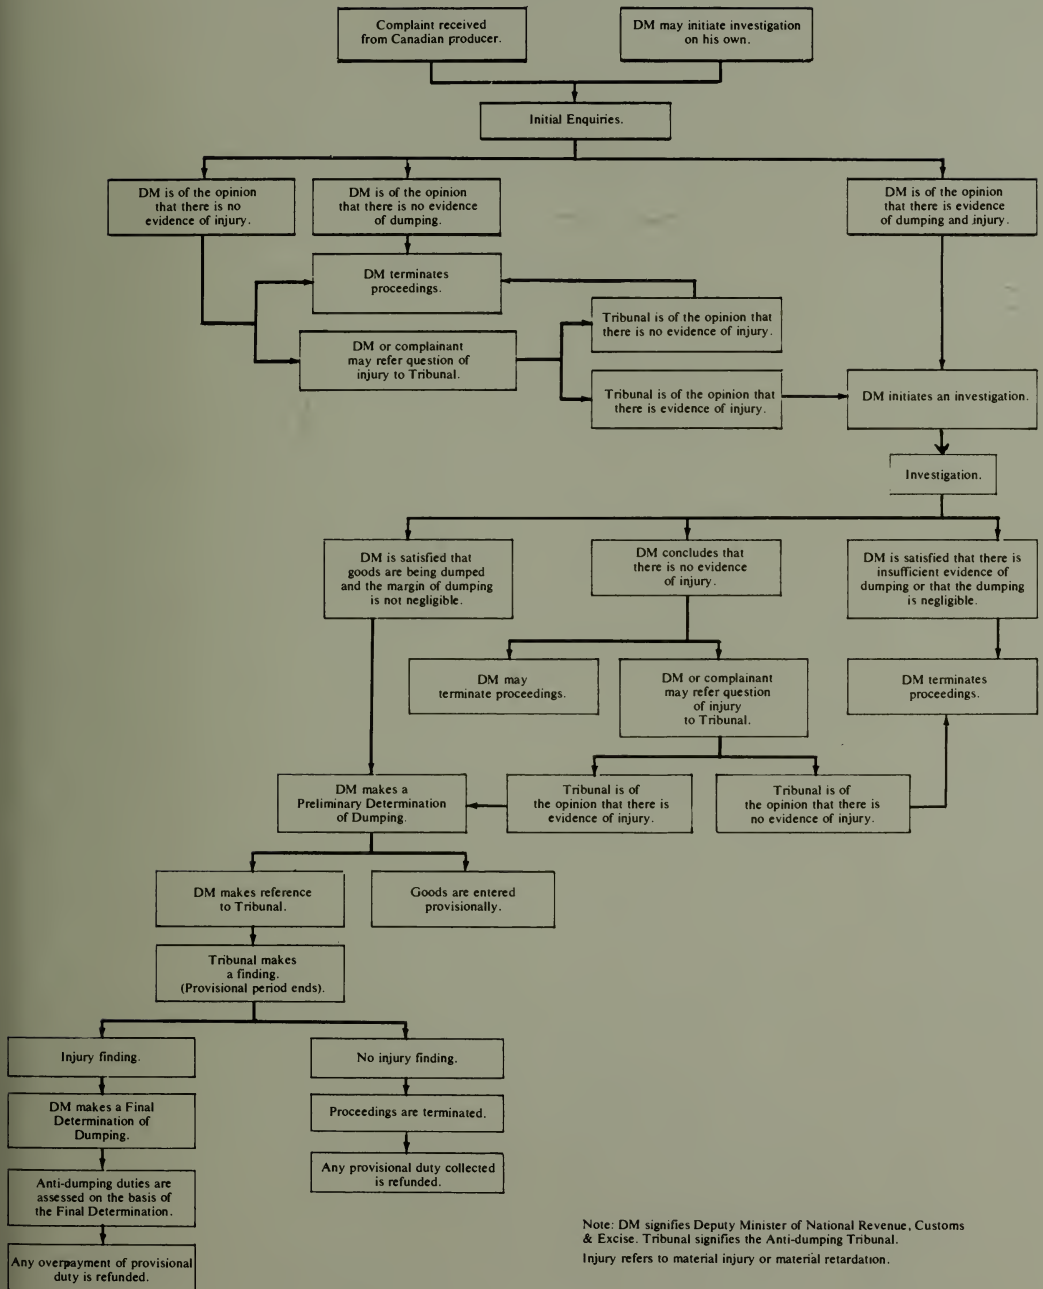 Complaint received
from Canadian producer.
DM may initiate investigation
on his own.
Initial Enquiries.
DM is of the opinion
that there is no
evidence of injury.
DM is of the opinion
that there is no evidence
of dumping.
DM is of the opinion
that there is evidence
of dumping and injury.
DM terminates
proceedings.
Tribunal is of the opinion that
there is no evidence of injury.
DM or complainant
may refer question of
injury to Tribunal.
Tribunal is of the opinion that
there is evidence of injury.
DM initiates an investigation.
Investigation.
DM is satisfied that
goods are being dumped
and the margin of dumping
is not negligible.
DM concludes that
there is no evidence
of injury.
DM is satisfied that there is
insufficient evidence of
dumping or that the dumping
is negligible.
DM may
terminate proceedings.
DM or complainant
may refer question
of injury
to Tribunal.
DM terminates
proceedings.
DM makes a
Preliminary Determination
of Dumping.
Tribunal is of
the opinion that there is
evidence of injury.
Tribunal is of
the opinion that there is
no evidence of injury.
DM makes reference
to Tribunal.
Goods are entered
provisionally.
Tribunal makes
a finding.
(Provisional period ends).
Injury finding.
No injury finding.
DM makes a Final
Determination of
Dumping.
Proceedings are terminated.
Anti-dumping duties are
assessed on the basis of
the Final Determination.
Any provisional duty collected
is refunded.
Any overpayment of provisional
duty is refunded.
Note: DM signifies Deputy Minister of National Revenue, Customs
& Excise. Tribunal signifies the Anti-dumping Tribunal.
Injury refers to material injury or material retardation.